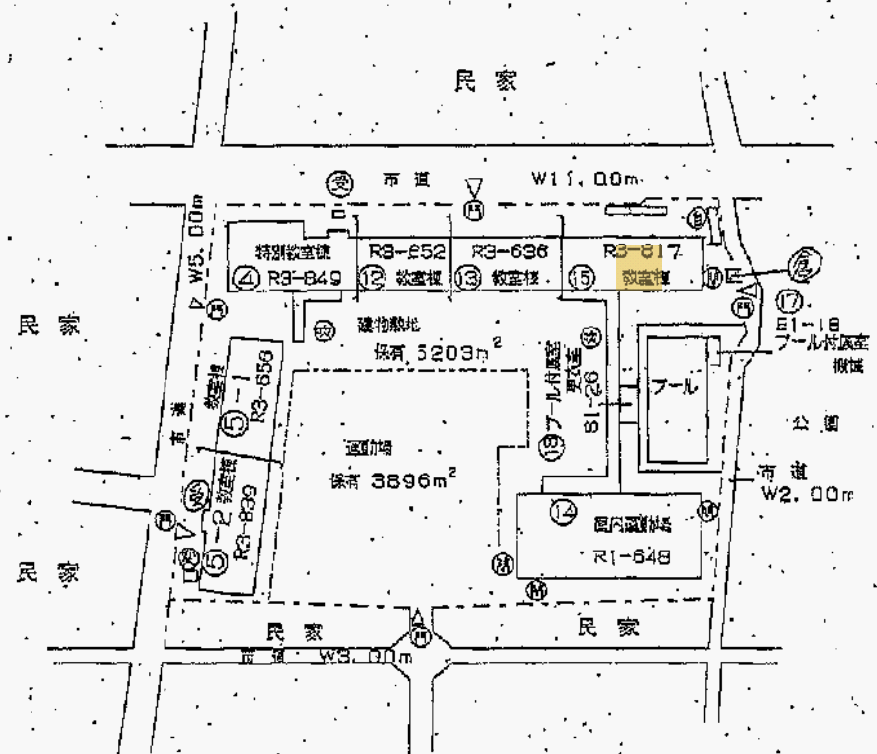 民家
受 市道 W11.00m
門
W5.00m
特別教室棟 R3-652 R3-636 R3-817
④ R3-849 ⑫ 教室棟 ⑬ 教室棟 ⑮ 教室棟
倉
門
門
⑰
S1-18
プール付属室
機械
民家
建物敷地
保有 5203m²
プール付属室
更衣室
S1-26
⑱
プール
公園
教室棟
⑤-1
R3-656
市道
運動場
保有 3896m²
市道
W2.00m
教室棟
⑤-2
R3-839
門
受
⑭
屋内運動場
R1-648
M
民家
民家
門
民家
市道 W3.00m